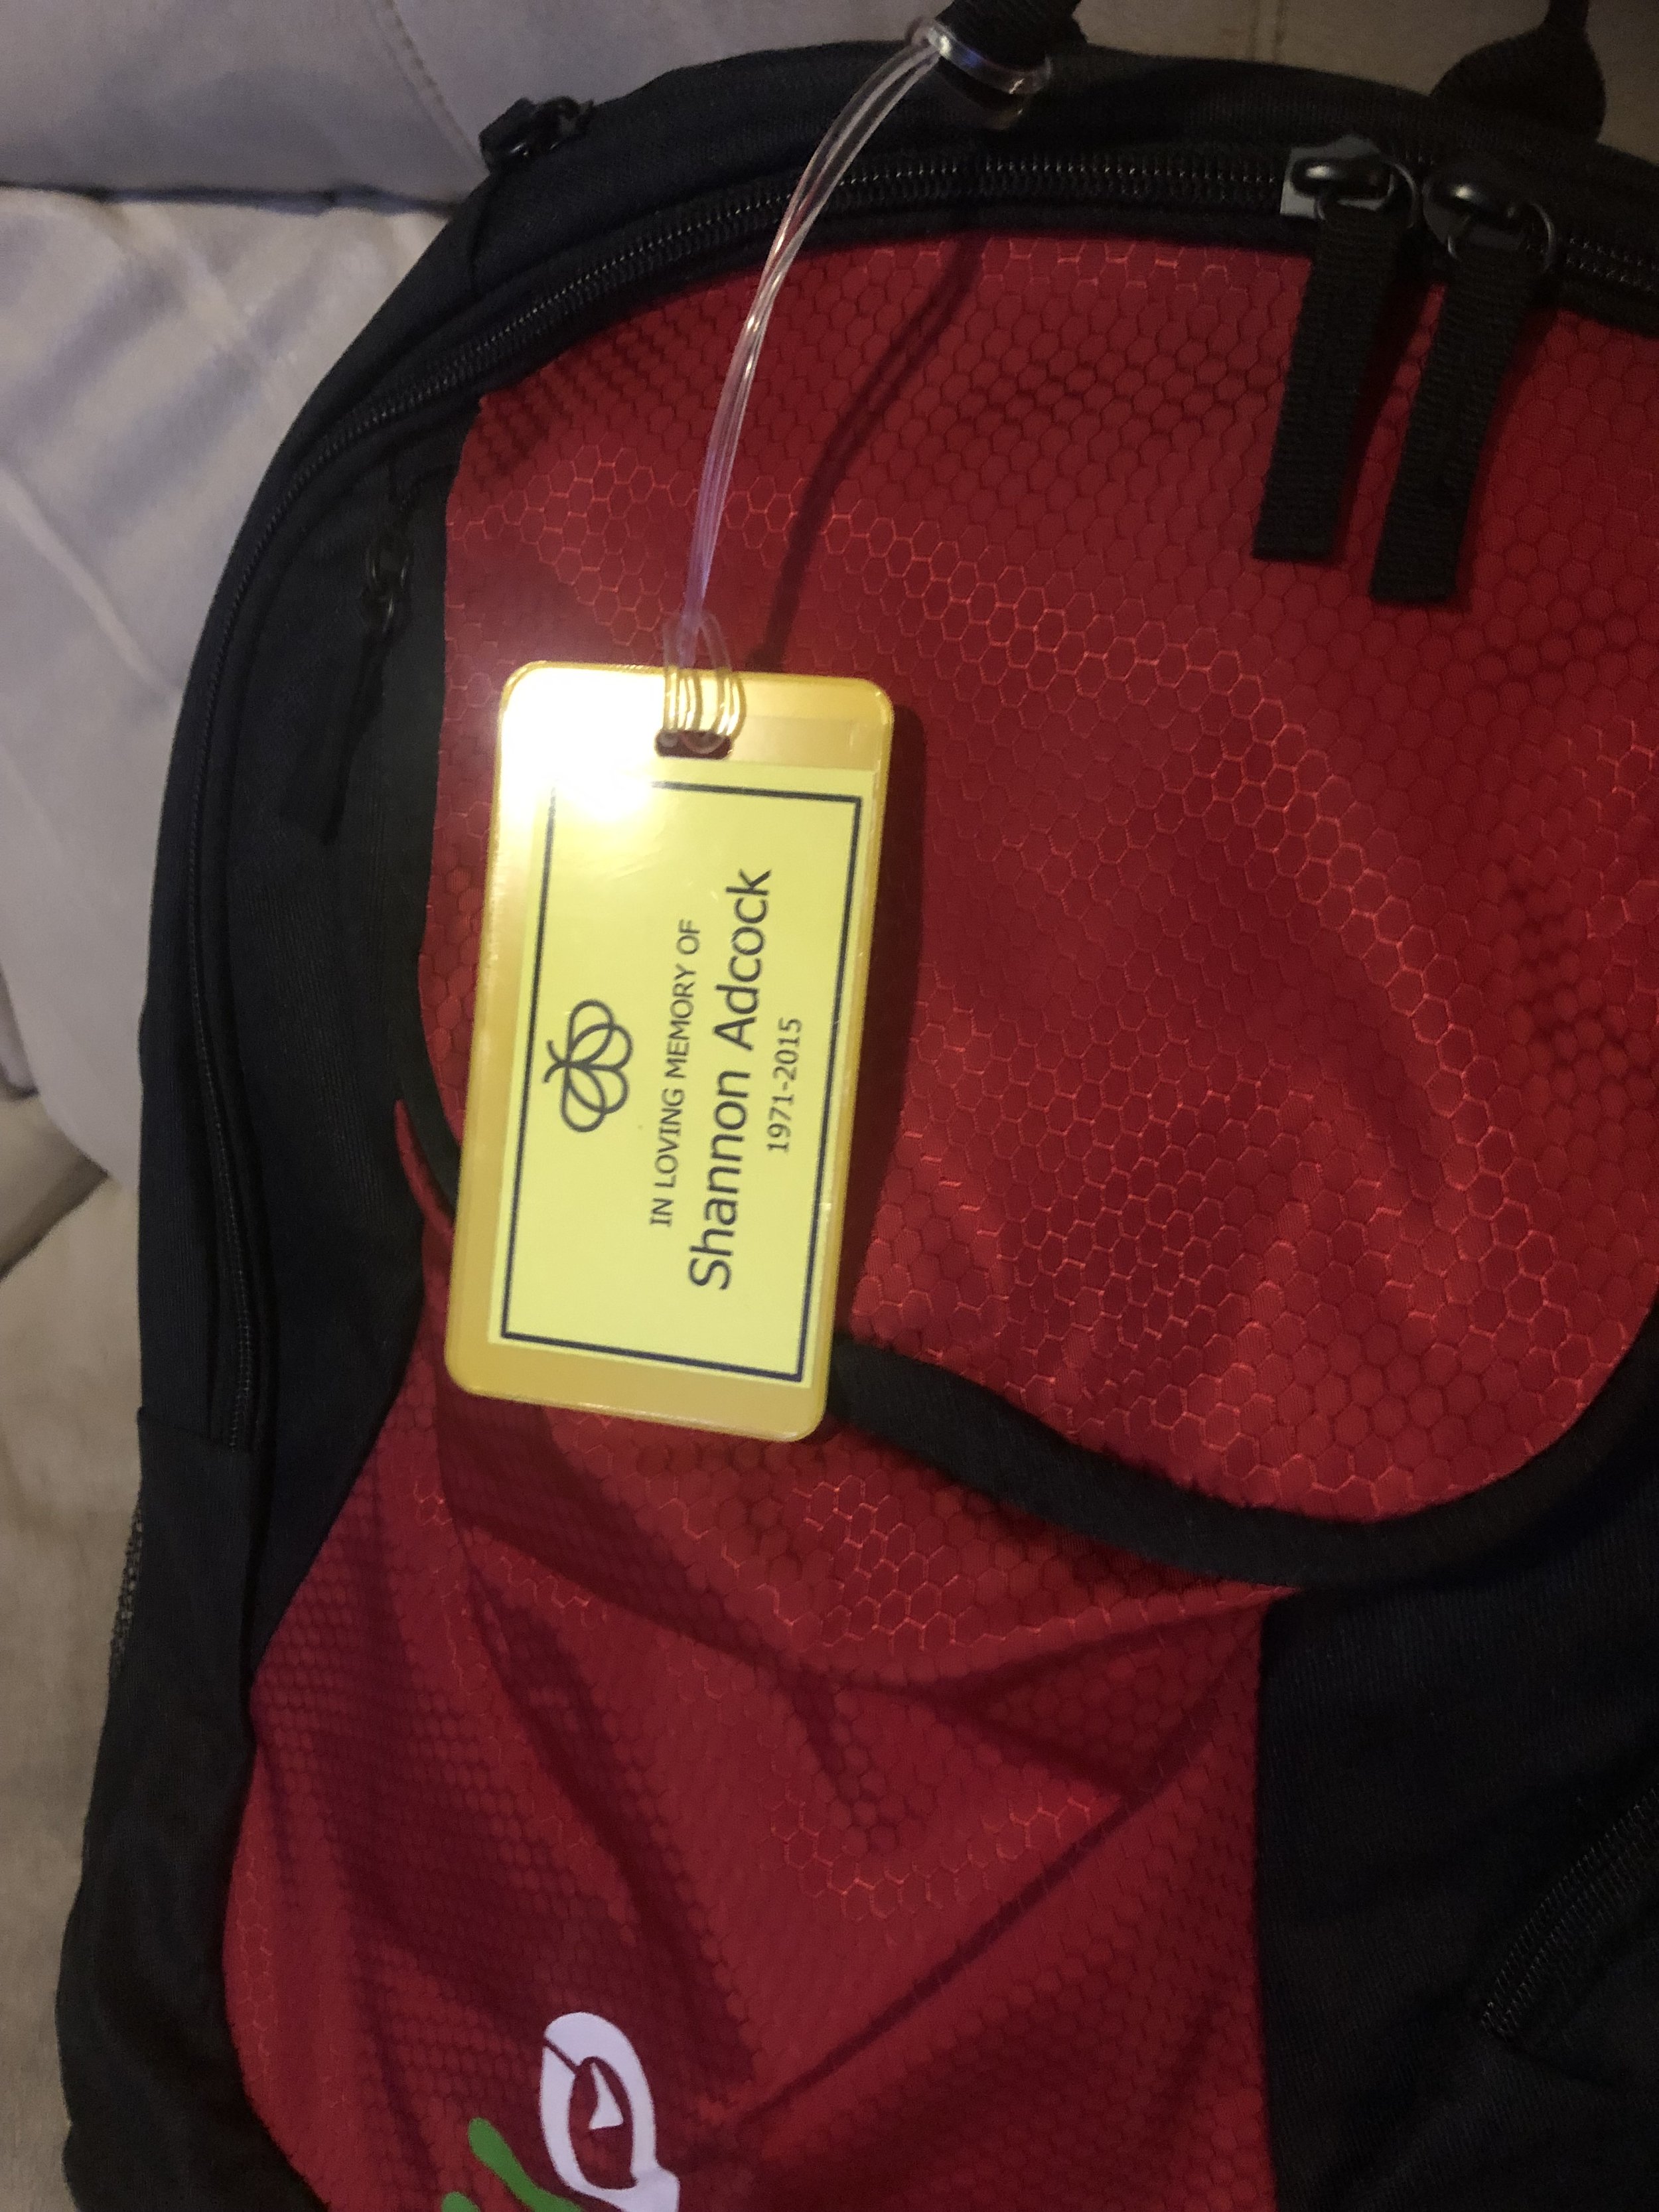 IN LOVING MEMORY OF
Shannon Adcock
1971-2015